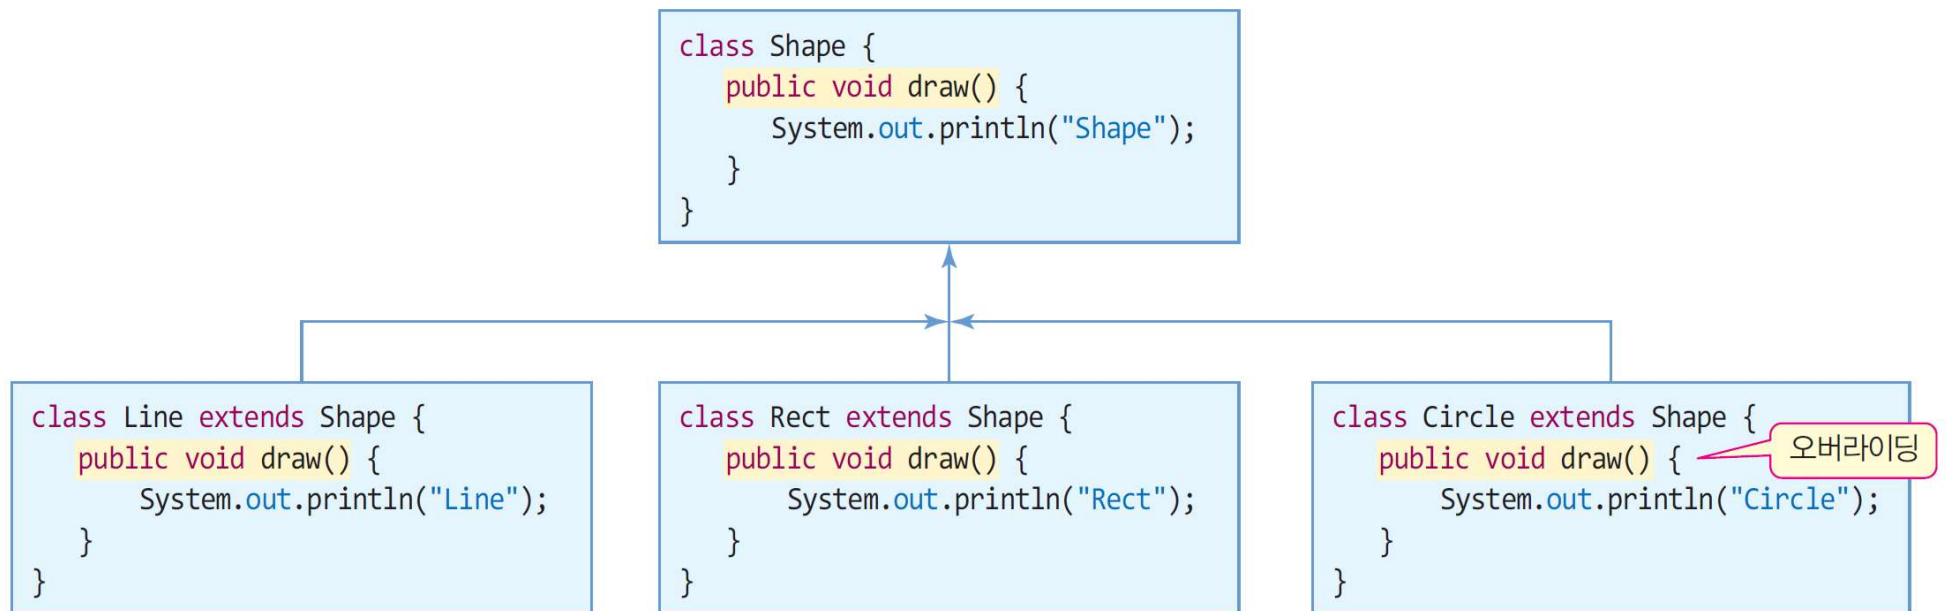 class Shape {
public void draw() {
System.out.println("Shape");
}
}
class Line extends Shape {
public void draw() {
System.out.println("Line");
}
}
class Rect extends Shape {
public void draw() {
System.out.println("Rect");
}
}
class Circle extends Shape {
public void draw() {
오버라이딩
System.out.println("Circle");
}
}